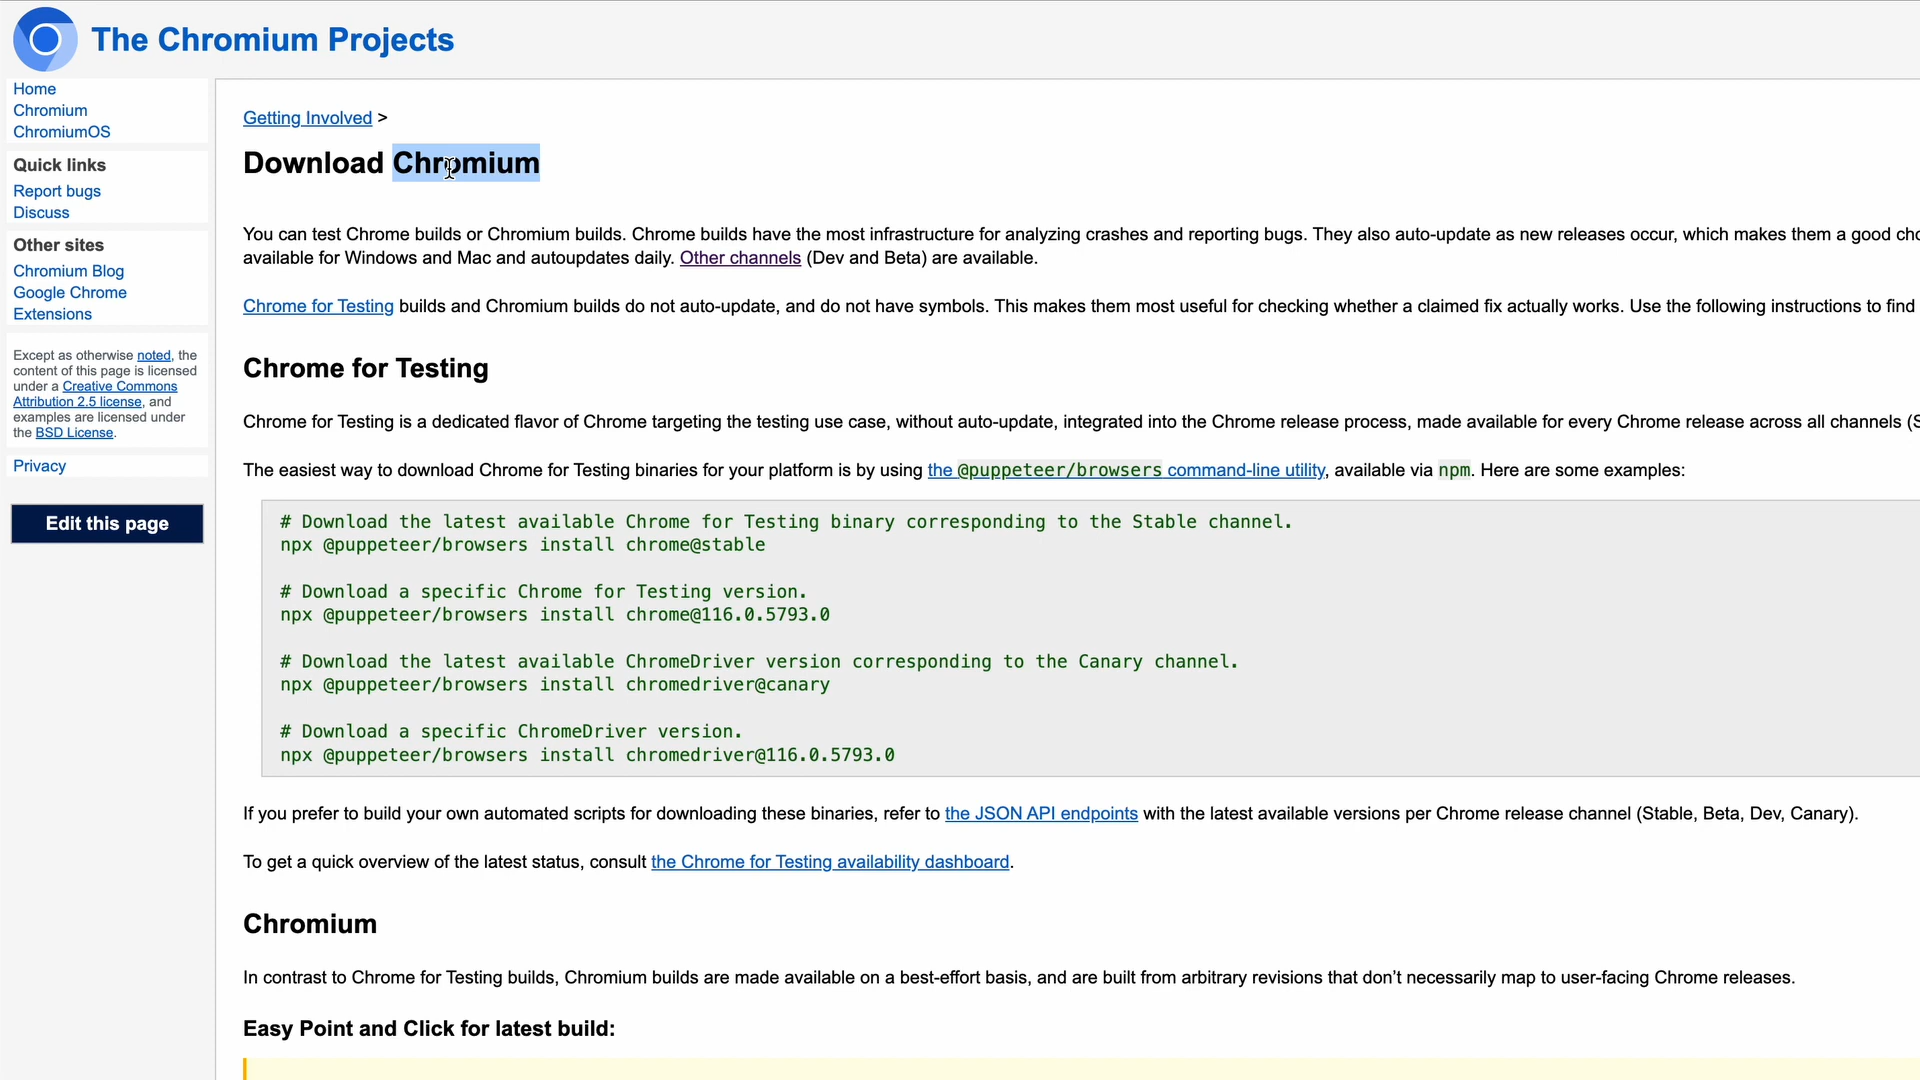 The Chromium Projects
Home
Chromium
ChromiumOS
Quick links
Report bugs
Discuss
Other sites
Chromium Blog
Google Chrome
Extensions
Except as otherwise noted, the
content of this page is licensed
under a Creative Commons
Attribution 2.5 license, and
examples are licensed under
the BSD License.
Privacy
Edit this page
Getting Involved >
Download Chromium
You can test Chrome builds or Chromium builds. Chrome builds have the most infrastructure for analyzing crashes and reporting bugs. They also auto-update as new releases occur, which makes them a good
available for Windows and Mac and autoupdates daily. Other channels (Dev and Beta) are available.
Chrome for Testing builds and Chromium builds do not auto-update, and do not have symbols. This makes them most useful for checking whether a claimed fix actually works. Use the following instructions to find
Chrome for Testing
Chrome for Testing is a dedicated flavor of Chrome targeting the testing use case, without auto-update, integrated into the Chrome release process, made available for every Chrome release across all channels
The easiest way to download Chrome for Testing binaries for your platform is by using the @puppeteer/browsers command-line utility, available via npm. Here are some examples:
# Download the latest available Chrome for Testing binary corresponding to the Stable channel.
npx @puppeteer/browsers install chrome@stable
# Download a specific Chrome for Testing version.
npx @puppeteer/browsers install chrome@116.0.5793.0
# Download the latest available ChromeDriver version corresponding to the Canary channel.
npx @puppeteer/browsers install chromedriver@canary
# Download a specific ChromeDriver version.
npx @puppeteer/browsers install chromedriver@116.0.5793.0
If you prefer to build your own automated scripts for downloading these binaries, refer to the JSON API endpoints with the latest available versions per Chrome release channel (Stable, Beta, Dev, Canary).
To get a quick overview of the latest status, consult the Chrome for Testing availability dashboard.
Chromium
In contrast to Chrome for Testing builds, Chromium builds are made available on a best-effort basis, and are built from arbitrary revisions that don't necessarily map to user-facing Chrome releases.
Easy Point and Click for latest build: